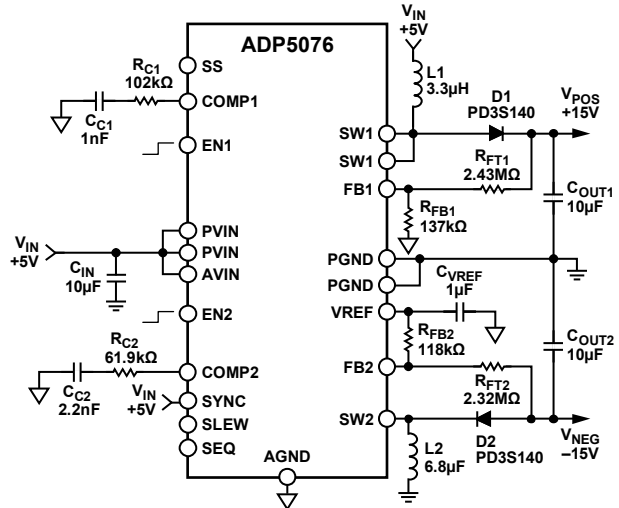 V_IN
+5V
ADP5076
SS
R_C1
102kΩ
L1
3.3µH
D1
PD3S140
V_POS
+15V
COMP1
C_C1
1nF
SW1
SW1
EN1
R_FT1
2.43MΩ
FB1
C_OUT1
10µF
R_FB1
137kΩ
PVIN
V_IN
+5V
PVIN
C_IN
10µF
AVIN
PGND
PGND
C_VREF
1µF
VREF
EN2
R_FB2
118kΩ
C_OUT2
10µF
R_C2
61.9kΩ
COMP2
FB2
R_FT2
2.32MΩ
C_C2
2.2nF
V_IN
+5V
SYNC
SLEW
SW2
SEQ
D2
PD3S140
V_NEG
–15V
L2
6.8µF
AGND